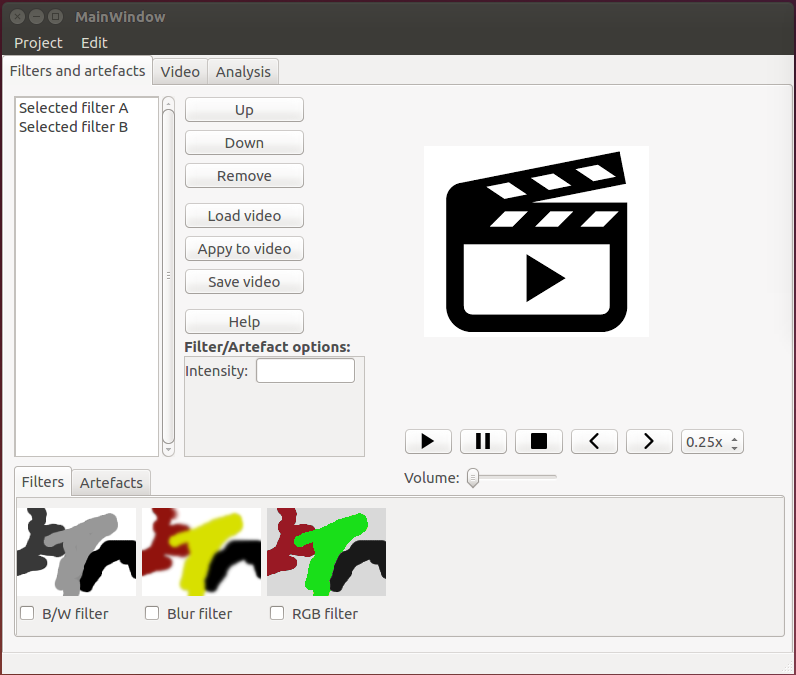 MainWindow
Project Edit
Filters and artefacts Video Analysis
Selected filter A
Selected filter B
Up
Down
Remove
Load video
Appy to video
Save video
Help
Filter/Artefact options:
Intensity:
0.25x
Volume:
Filters Artefacts
B/W filter Blur filter RGB filter